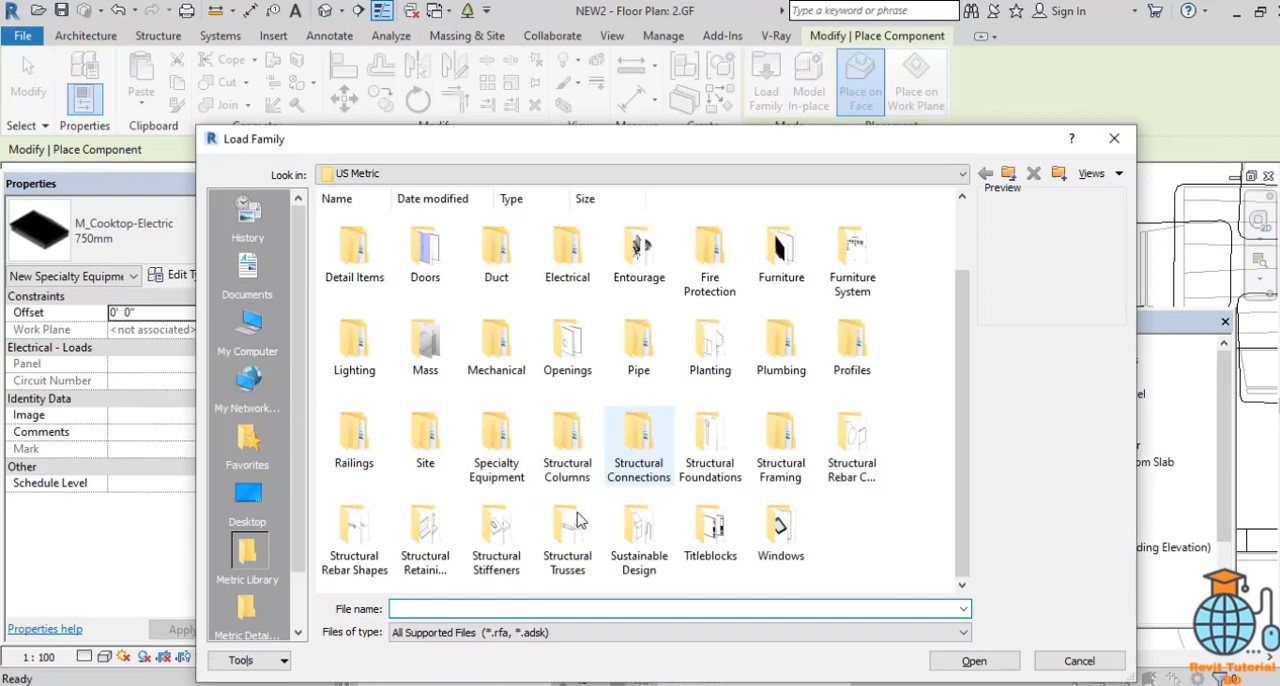 NEW2 - Floor Plan: 2.GF
Type a keyword or phrase
Sign In
File Architecture Structure Systems Insert Annotate Analyze Massing & Site Collaborate View Manage Add-Ins V-Ray Modify | Place Component
Modify
Paste
Cope
Cut
Join
Load
Family
Model
In-place
Place on
Face
Place on
Work Plane
Select Properties Clipboard
Modify | Place Component
Load Family
Properties
M_Cooktop-Electric
750mm
New Specialty Equipme
Constraints
Offset 0' 0"
Work Plane <not associated>
Electrical - Loads
Panel
Circuit Number
Identity Data
Image
Comments
Mark
Other
Schedule Level
Properties help
Apply
1 : 100
Ready
Look in: US Metric
Views
Preview
History
Documents
My Computer
My Network...
Favorites
Desktop
Metric Library
Metric Detai...
Name Date modified Type Size
Detail Items Doors Duct Electrical Entourage Fire Protection Furniture Furniture System
Lighting Mass Mechanical Openings Pipe Planting Plumbing Profiles
Railings Site Specialty Equipment Structural Columns Structural Connections Structural Foundations Structural Framing Structural Rebar C...
Structural Rebar Shapes Structural Retaini... Structural Stiffeners Structural Trusses Sustainable Design Titleblocks Windows
File name:
Files of type: All Supported Files (*.rfa, *.adsk)
Tools
Open
Cancel
om Slab
ding Elevation)
Revit Tutorial